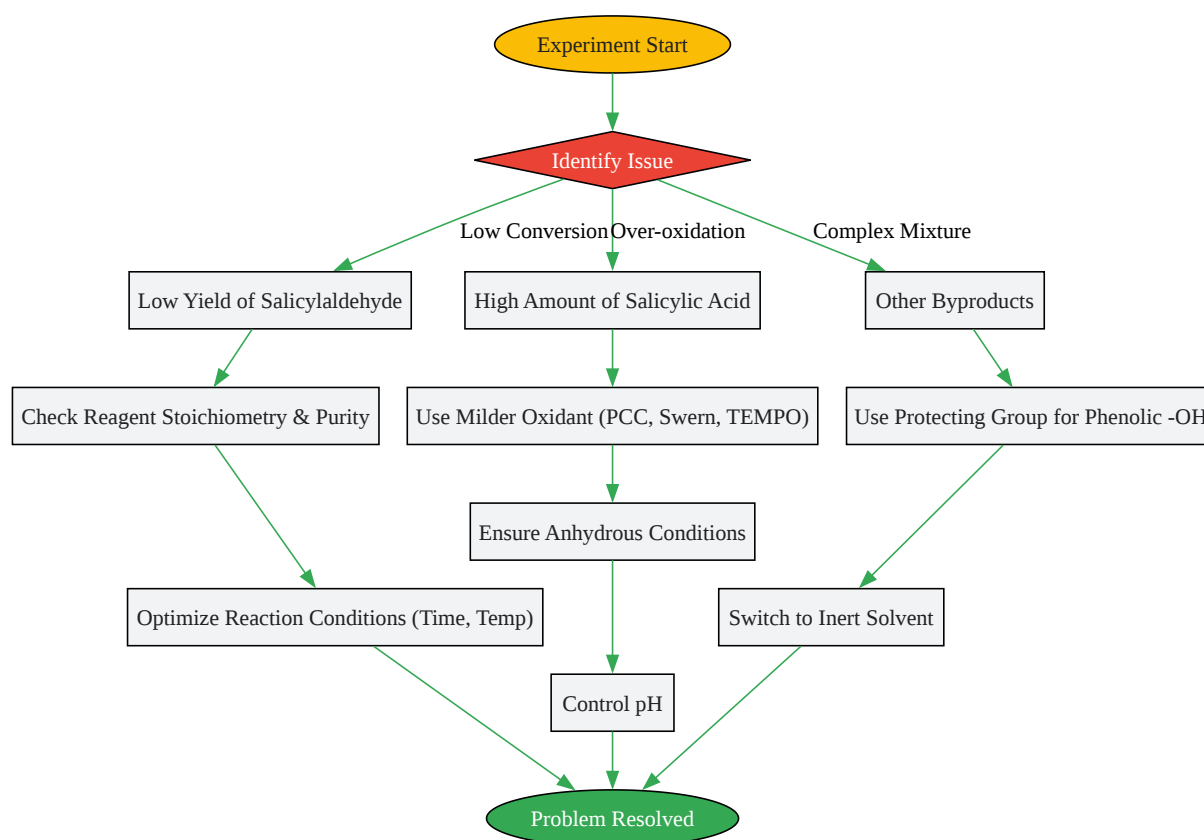 Experiment Start
Identify Issue
Low Conversion
Over-oxidation
Complex Mixture
Low Yield of Salicylaldehyde
High Amount of Salicylic Acid
Other Byproducts
Check Reagent Stoichiometry & Purity
Use Milder Oxidant (PCC, Swern, TEMPO)
Use Protecting Group for Phenolic -OH
Ensure Anhydrous Conditions
Optimize Reaction Conditions (Time, Temp)
Switch to Inert Solvent
Control pH
Problem Resolved